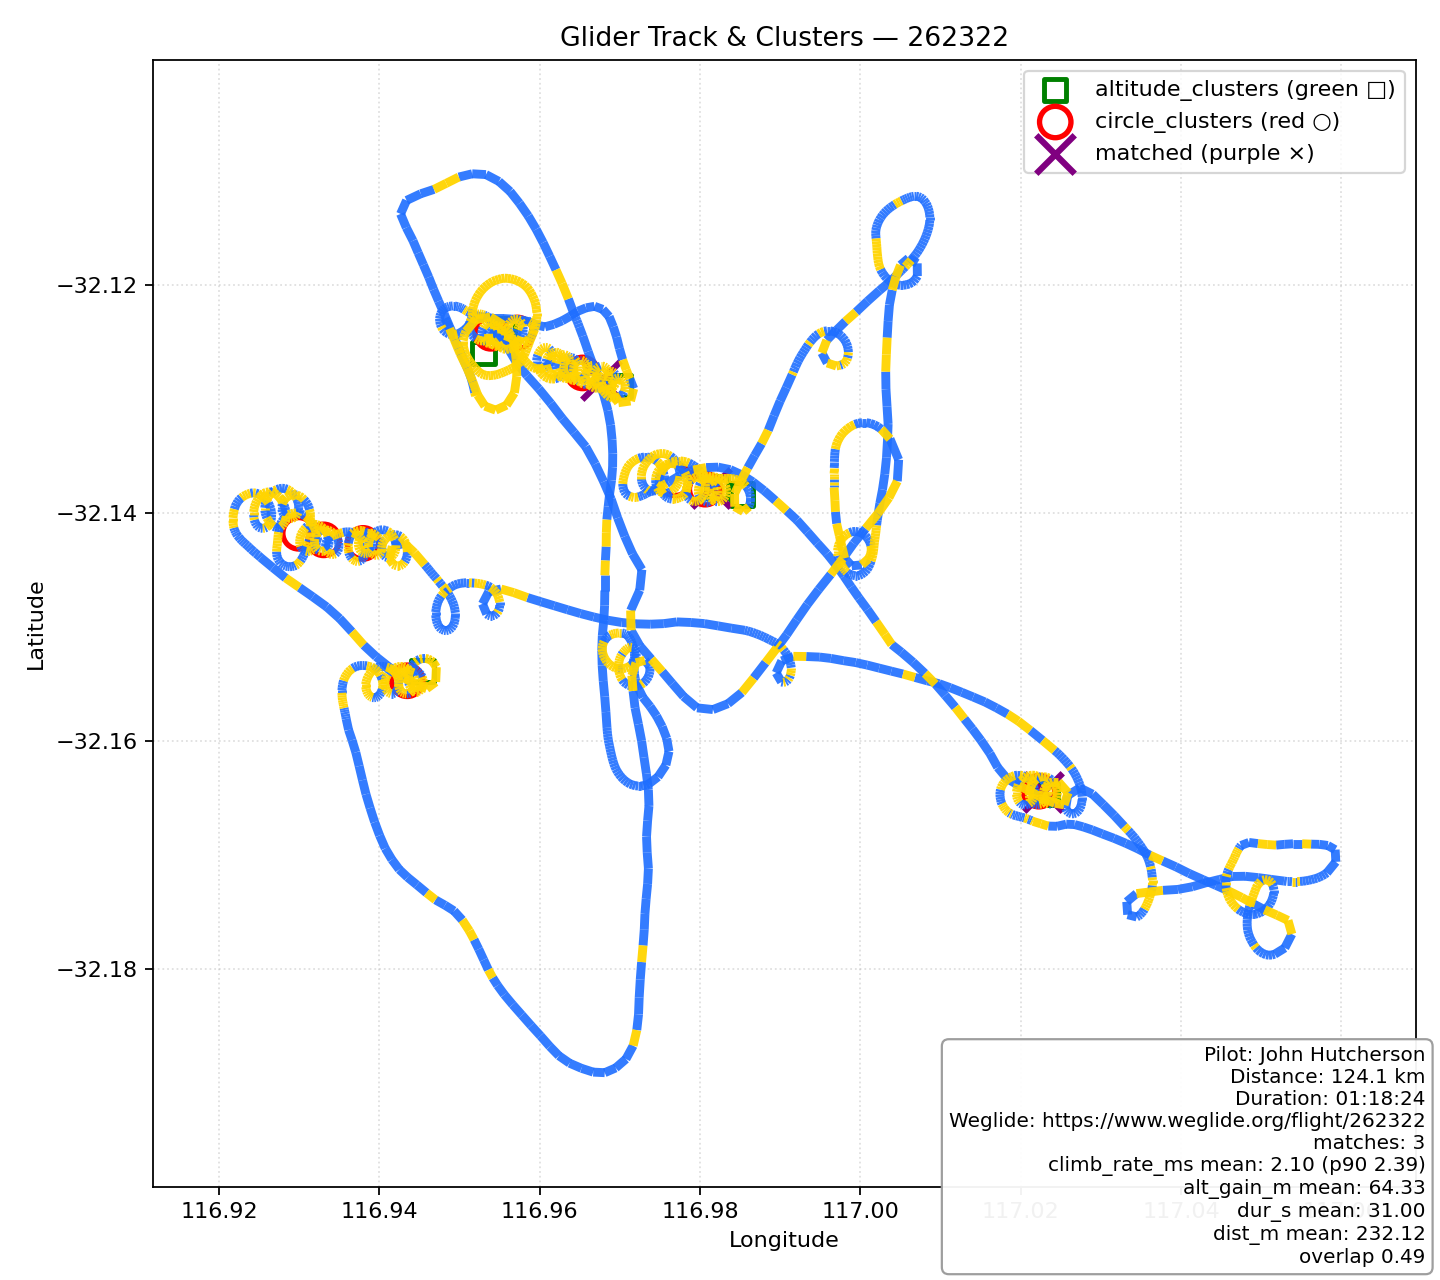 Glider Track & Clusters — 262322
altitude_clusters (green □)
circle_clusters (red ○)
matched (purple ×)
−32.12
−32.14
−32.16
−32.18
Latitude
116.92
116.94
116.96
116.98
117.00
117.02
117.04
Longitude
Pilot: John Hutcherson
Distance: 124.1 km
Duration: 01:18:24
Weglide: https://www.weglide.org/flight/262322
matches: 3
climb_rate_ms mean: 2.10 (p90 2.39)
alt_gain_m mean: 64.33
dur_s mean: 31.00
dist_m mean: 232.12
overlap 0.49